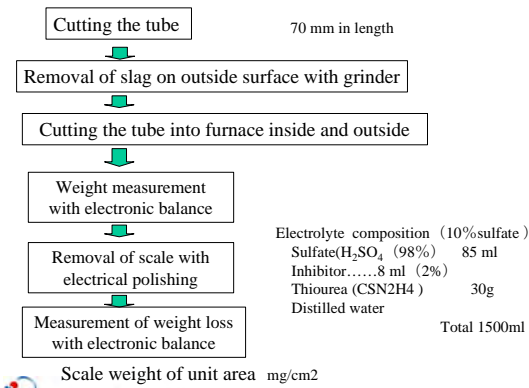 Cutting the tube
70 mm in length
Removal of slag on outside surface with grinder
Cutting the tube into furnace inside and outside
Weight measurement
with electronic balance
Removal of scale with
electrical polishing
Measurement of weight loss
with electronic balance
Electrolyte composition（10%sulfate）
Sulfate(H₂SO₄（98%） 85 ml
Inhibitor……8 ml（2%）
Thiourea (CSN2H4 ) 30g
Distilled water
Total 1500ml
Scale weight of unit area mg/cm2